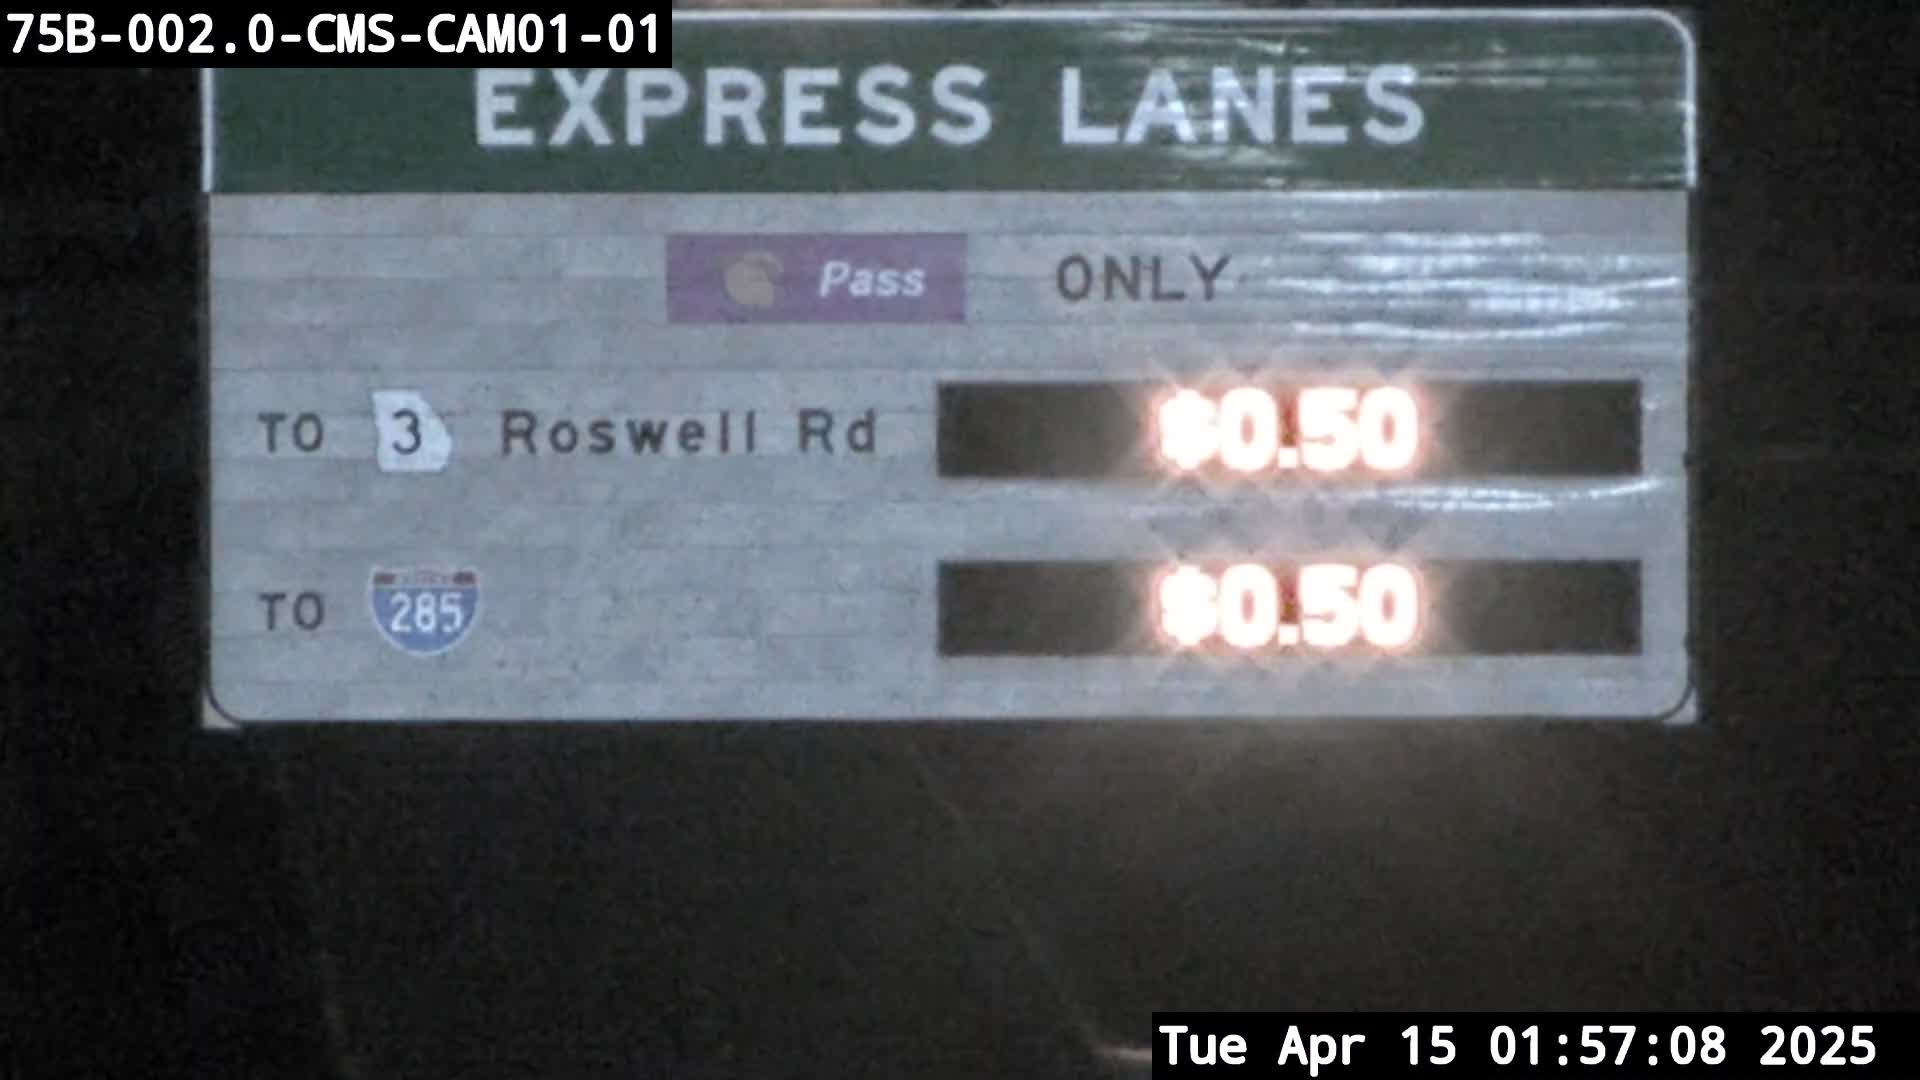 75B-002.0-CMS-CAM01-01
EXPRESS LANES
Pass ONLY
TO 3 Roswell Rd $0.50
TO 285 $0.50
Tue Apr 15 01:57:08 2025